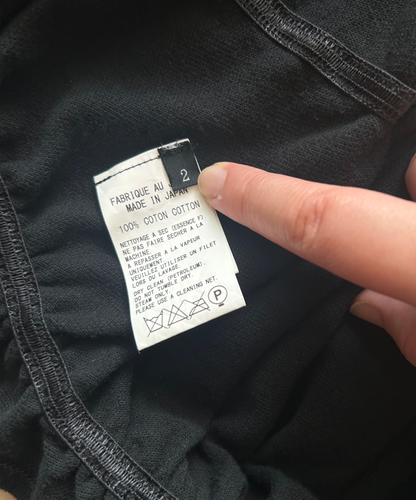 2
FABRIQUE AU
MADE IN JAPAN
100% COTON COTTON
NETTOYAGE A SEC (ESSENCE F)
NE PAS FAIRE SECHER A LA
MACHINE.
A REPASSER A LA VAPEUR
UNIQUEMENT.
VEUILLEZ UTILISER UN FILET
LORS DU LAVAGE.
DRY CLEAN (PETROLEUM).
DO NOT TUMBLE DRY.
STEAM ONLY.
PLEASE USE A CLEANING NET.
P